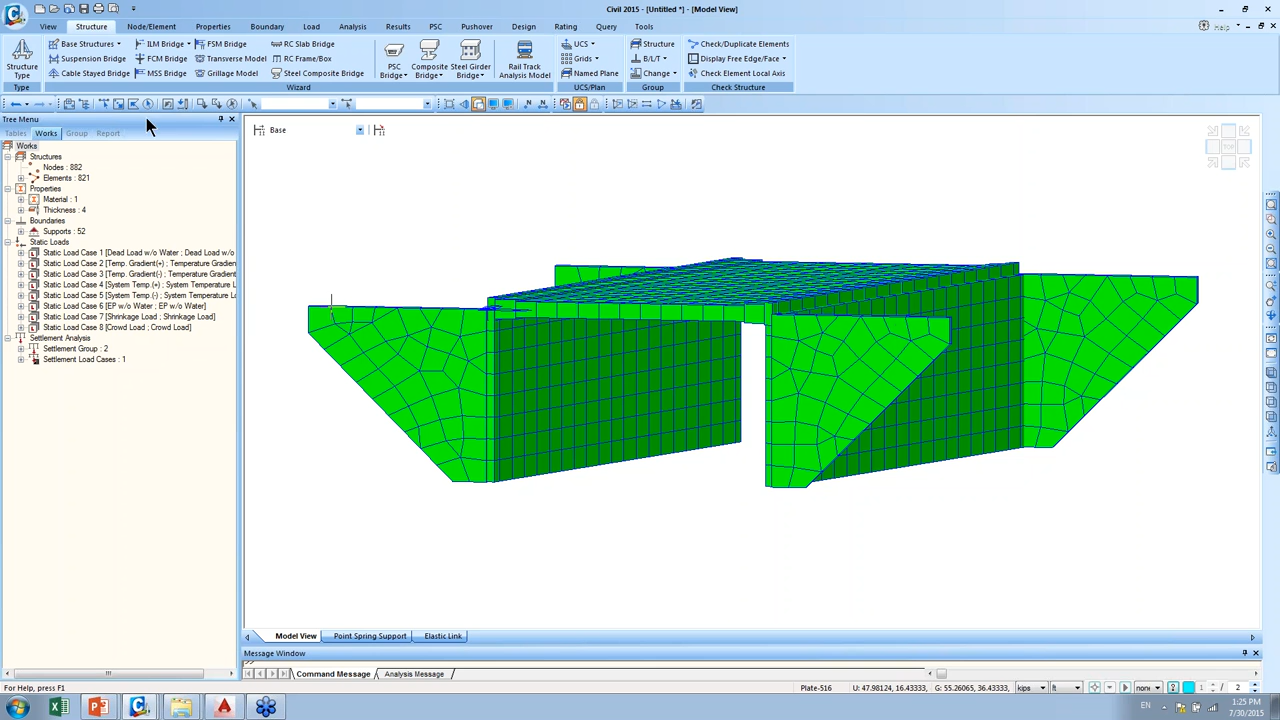 Civil 2015 - [Untitled *] - [Model View]
View Structure Node/Element Properties Boundary Load Analysis Results PSC Pushover Design Rating Query Tools Help
Structure Type
Base Structures ILM Bridge FSM Bridge RC Slab Bridge
Suspension Bridge FCM Bridge Transverse Model RC Frame/Box
Cable Stayed Bridge MSS Bridge Grillage Model Steel Composite Bridge
PSC Bridge Composite Bridge Steel Girder Bridge Rail Track Analysis Model
UCS Structure Check/Duplicate Elements
Grids B/L/T Display Free Edge/Face
Named Plane Change Check Element Local Axis
Type Wizard UCS/Plan Group Check Structure
Tree Menu
Tables Works Group Report
Base
TOP
Works
Structures
Nodes : 882
Elements : 821
Properties
Material : 1
Thickness : 4
Boundaries
Supports : 52
Static Loads
Static Load Case 1 [Dead Load w/o Water ; Dead Load w/o
Static Load Case 2 [Temp. Gradient(+) ; Temperature Gradie
Static Load Case 3 [Temp. Gradient(-) ; Temperature Gradie
Static Load Case 4 [System Temp.(+) ; System Temperature
Static Load Case 5 [System Temp.(-) ; System Temperature Lo
Static Load Case 6 [EP w/o Water ; EP w/o Water]
Static Load Case 7 [Shrinkage Load ; Shrinkage Load]
Static Load Case 8 [Crowd Load ; Crowd Load]
Settlement Analysis
Settlement Group : 2
Settlement Load Cases : 1
Model View Point Spring Support Elastic Link
Message Window
>>
Command Message Analysis Message
For Help, press F1 Plate-516 U: 47.98124, 16.43333, G: 55.26065, 36.43333, kips ft non 1 / 2
EN 1:25 PM
7/30/2015